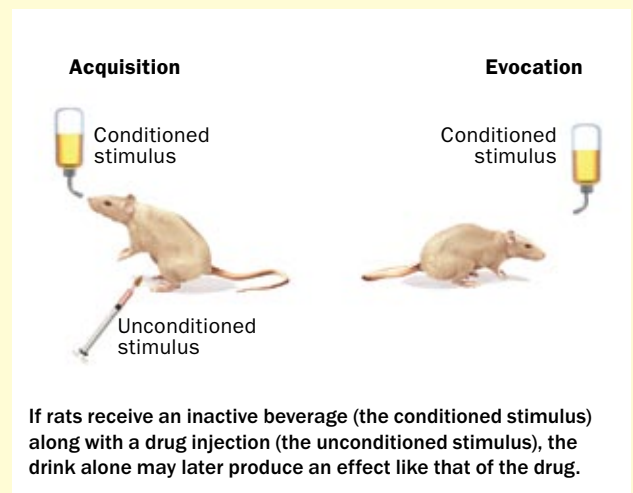 Acquisition
Evocation
Conditioned
stimulus
Conditioned
stimulus
Unconditioned
stimulus
If rats receive an inactive beverage (the conditioned stimulus)
along with a drug injection (the unconditioned stimulus), the
drink alone may later produce an effect like that of the drug.